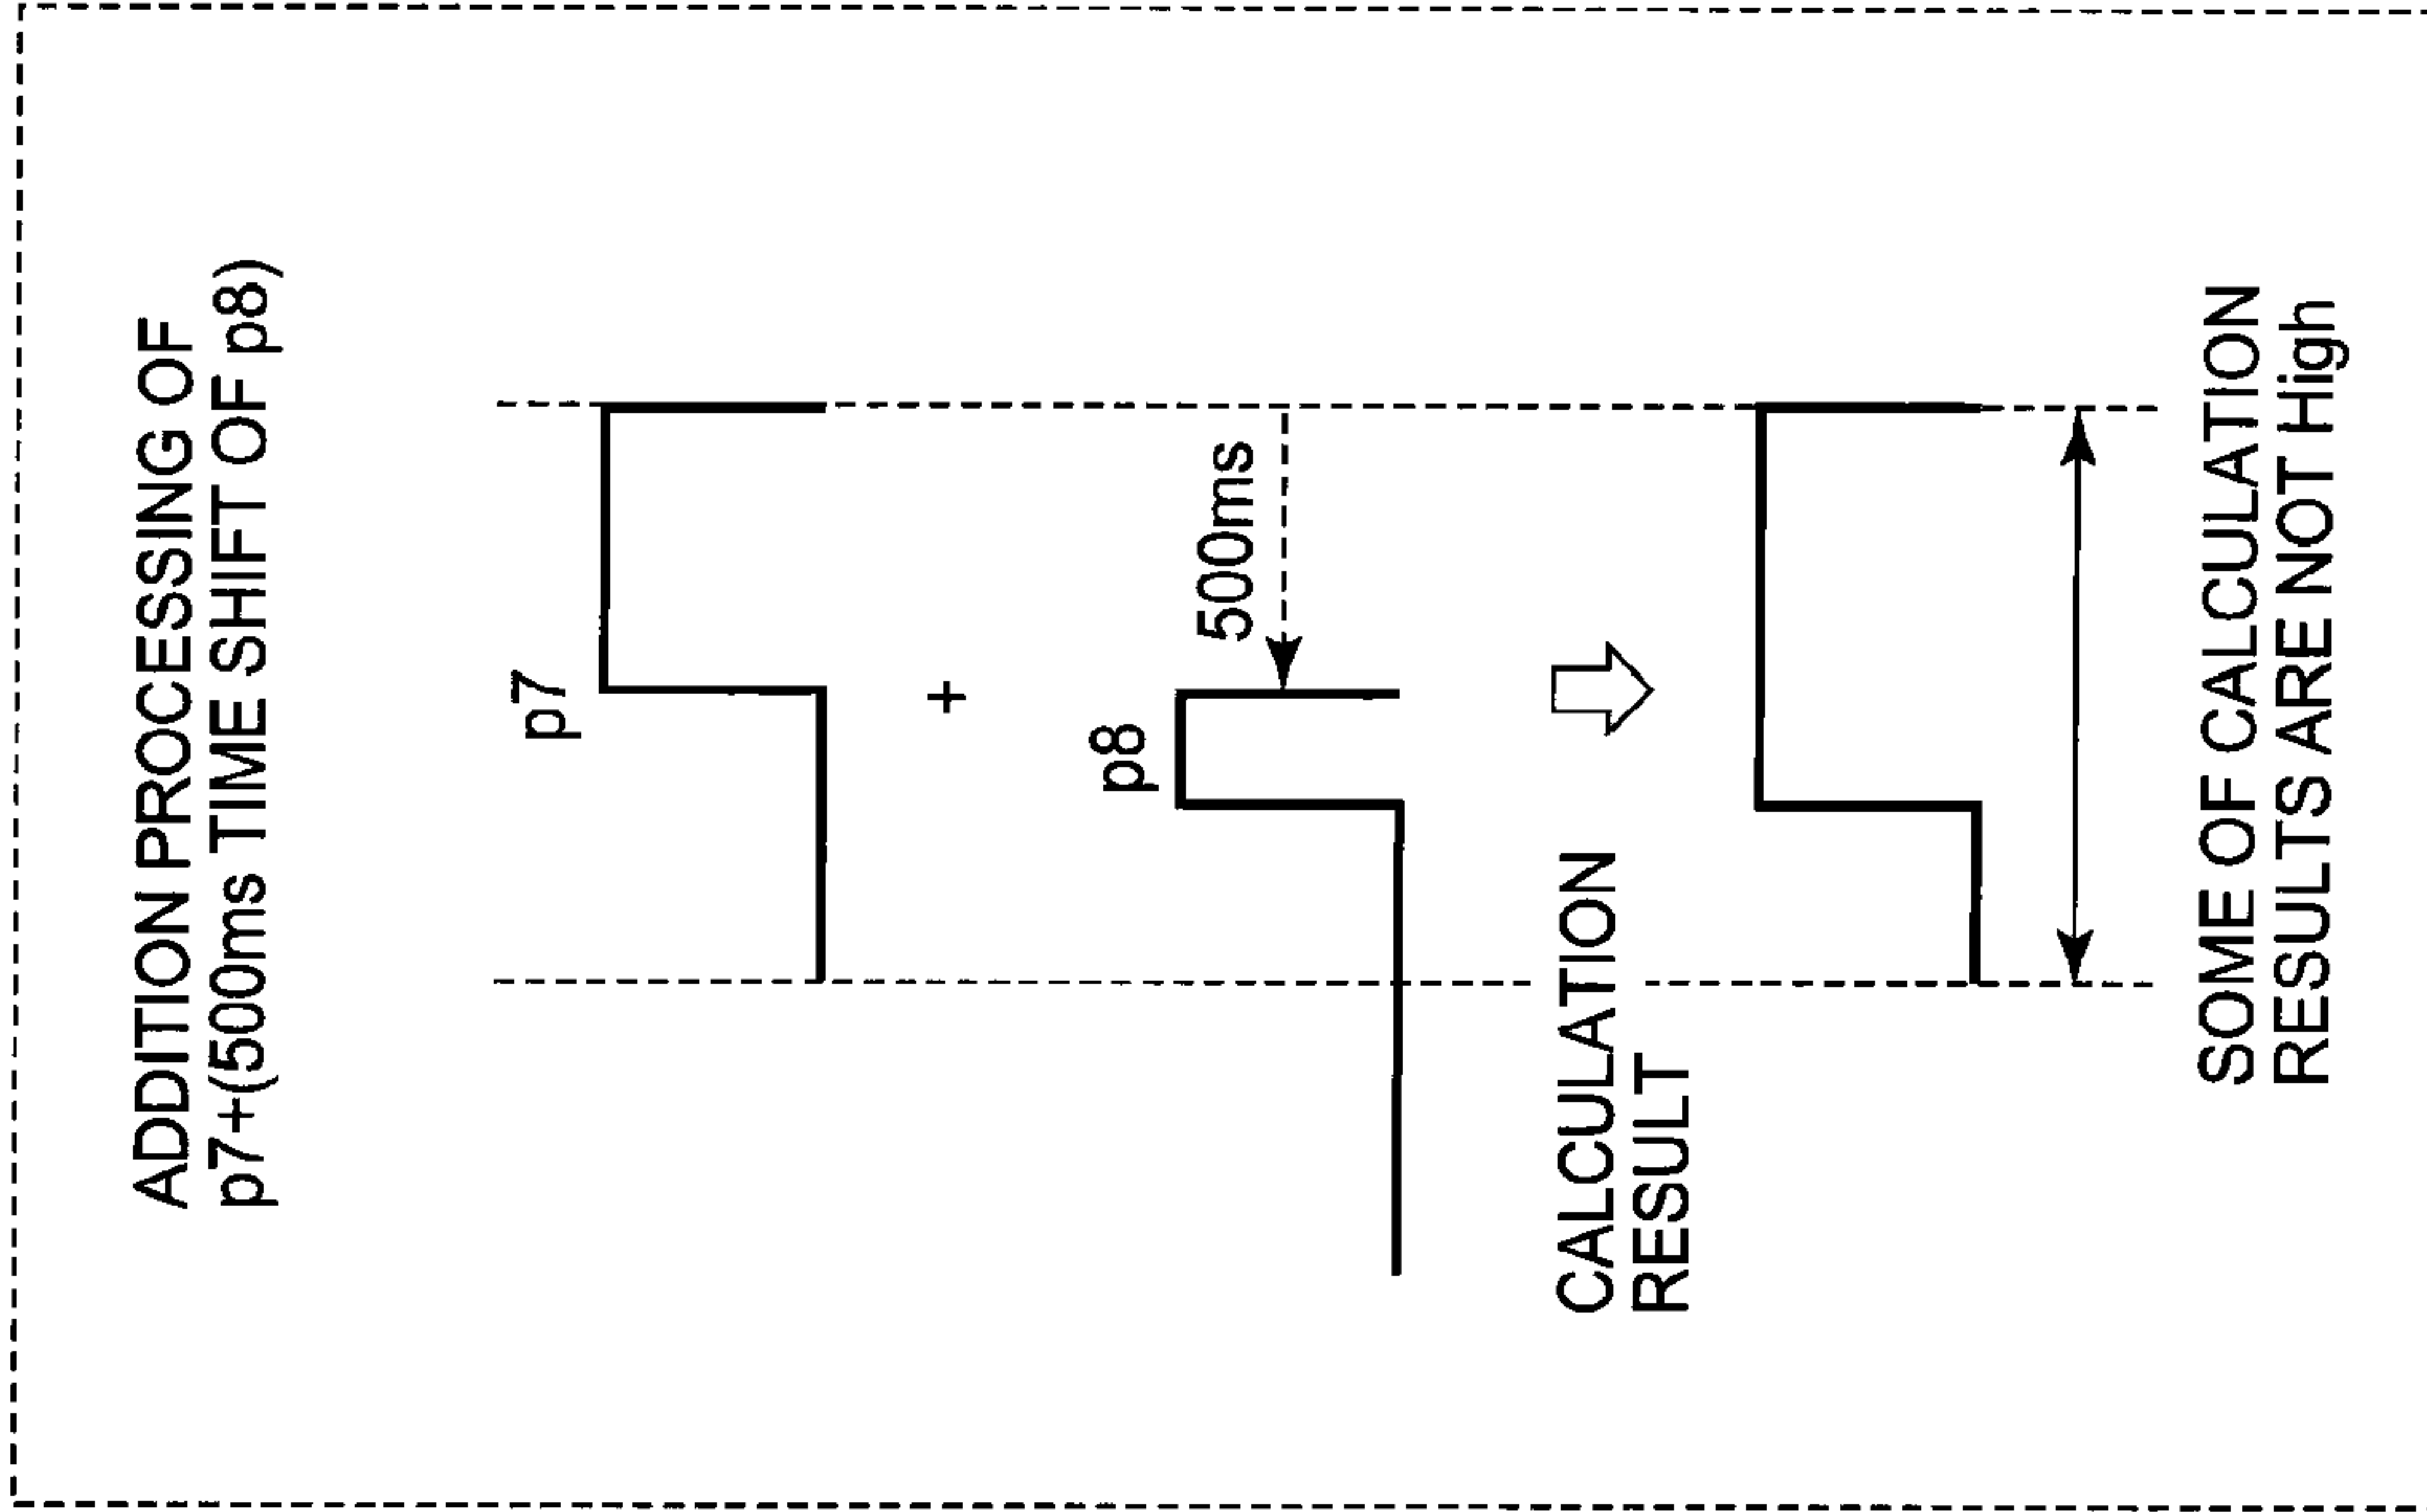 ADDITION PROCESSING OF
p7+(500ms TIME SHIFT OF p8)
p7
+
p8
500ms
CALCULATION
RESULT
SOME OF CALCULATION
RESULTS ARE NOT High